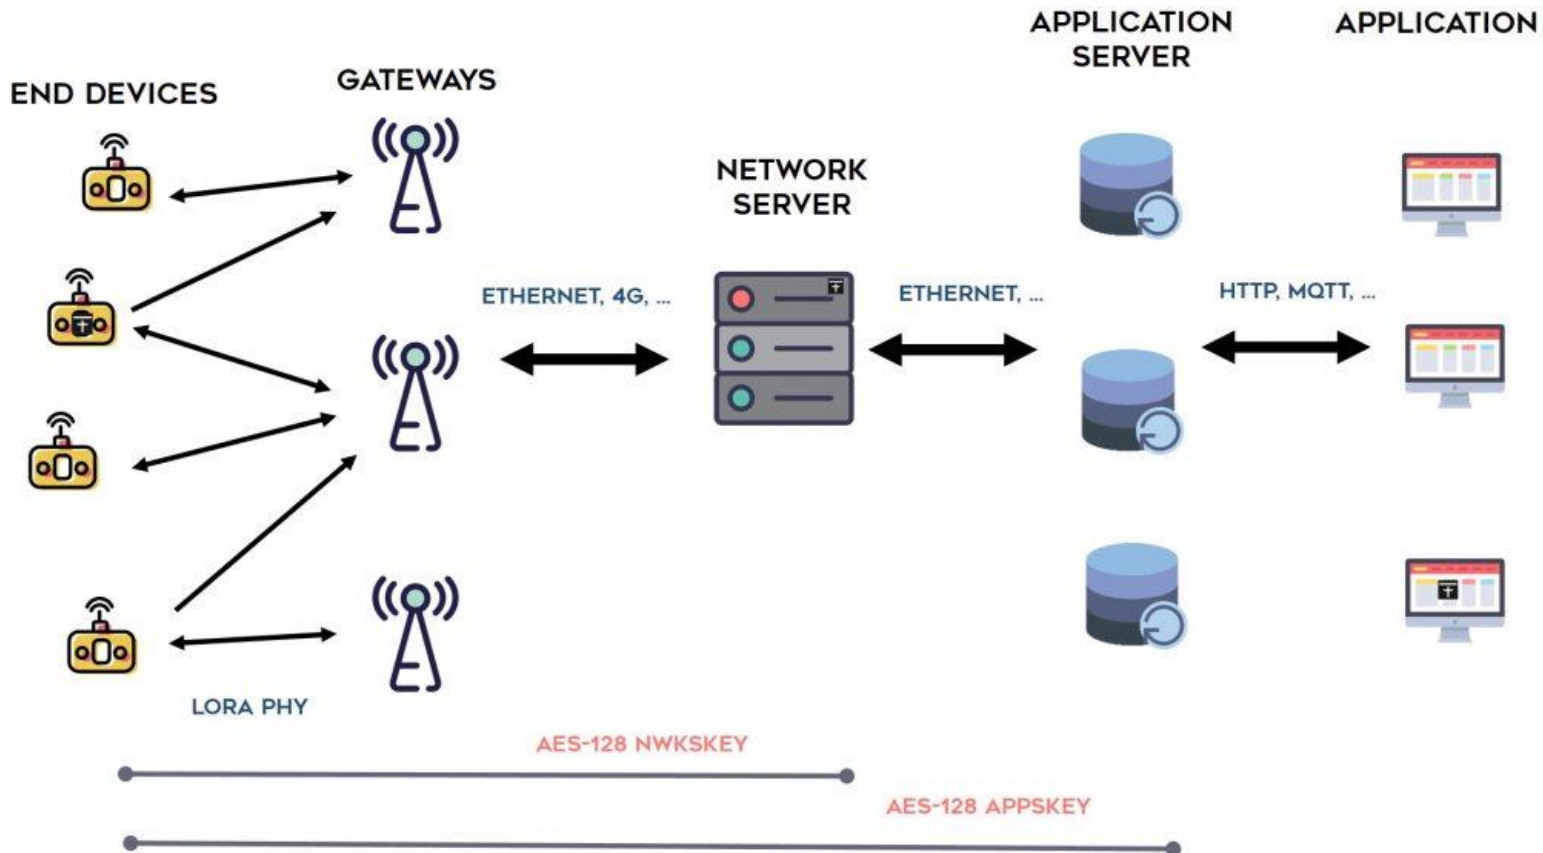 APPLICATION
SERVER
APPLICATION
END DEVICES
GATEWAYS
NETWORK
SERVER
ETHERNET, 4G, ...
ETHERNET, ...
HTTP, MQTT, ...
LORA PHY
AES-128 NWKSKEY
AES-128 APPSKEY